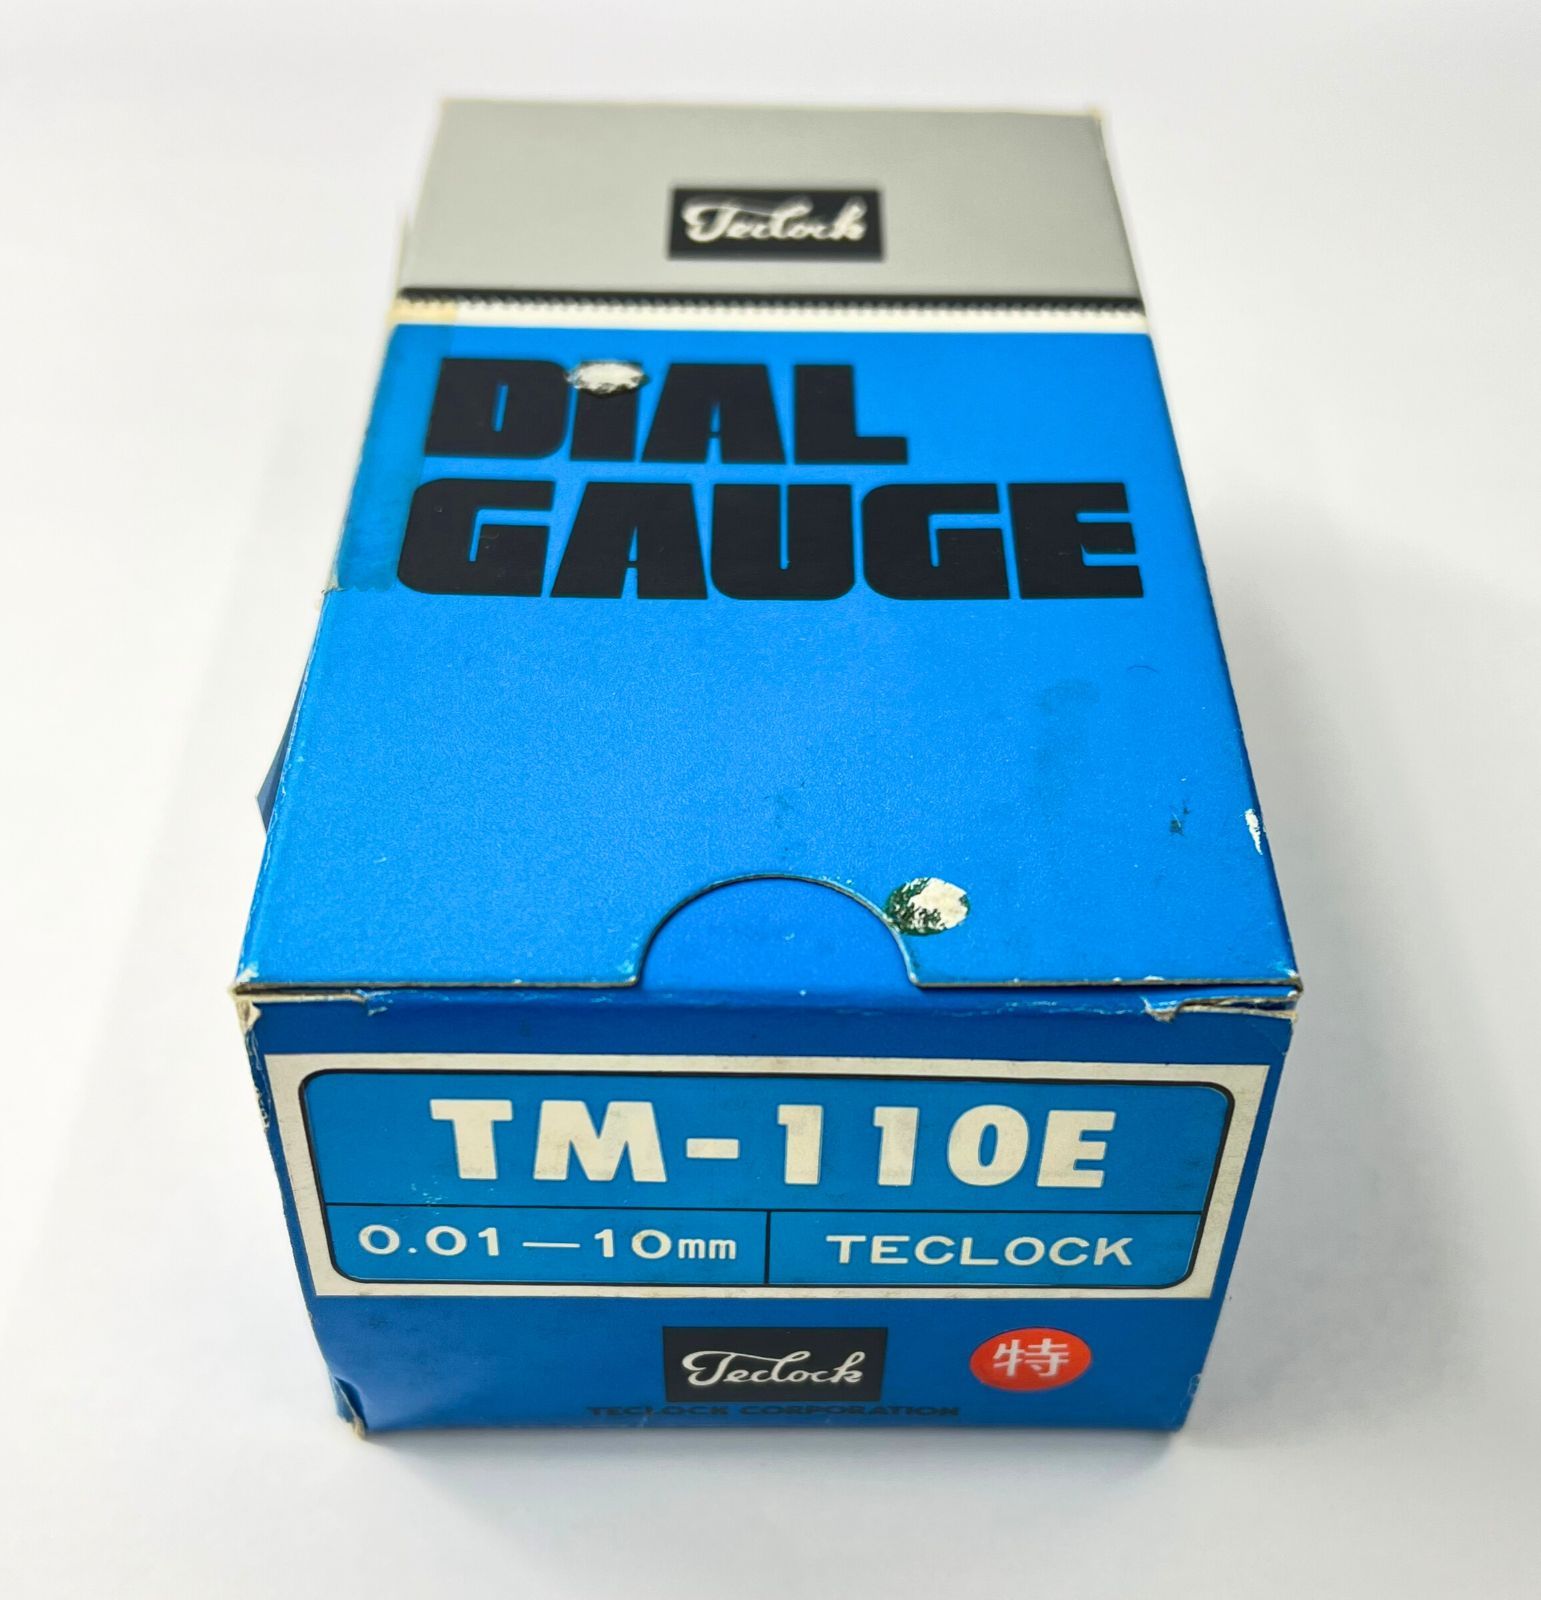 Teclock
DiAL
GAUGE
TM-110E
0.01—10mm
TECLOCK
Teclock
特
TECLOCK CORPORATION